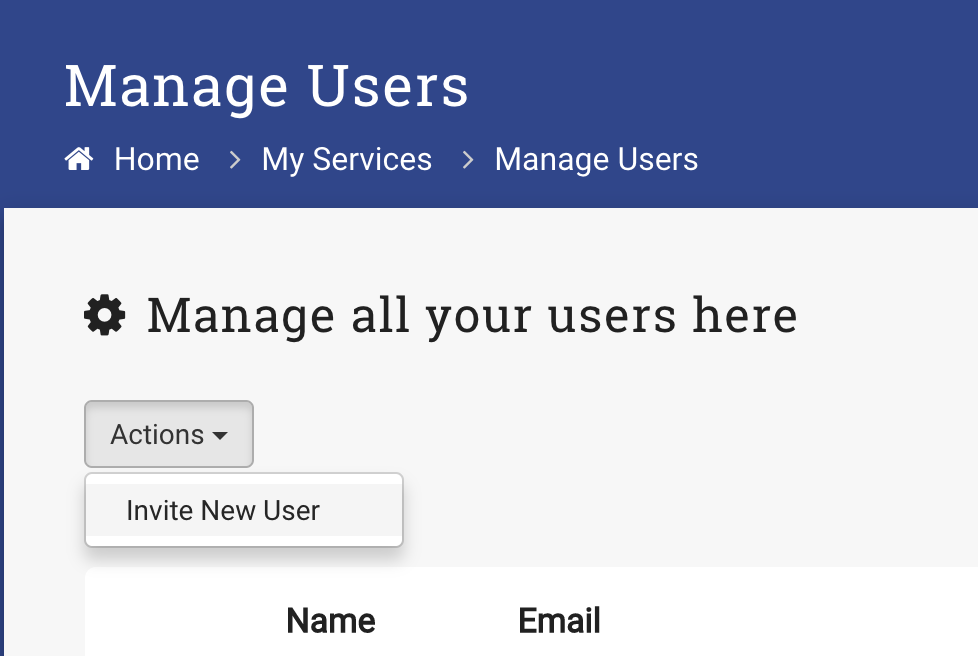 Manage Users
Home > My Services > Manage Users
Manage all your users here
Actions
Invite New User
Name Email